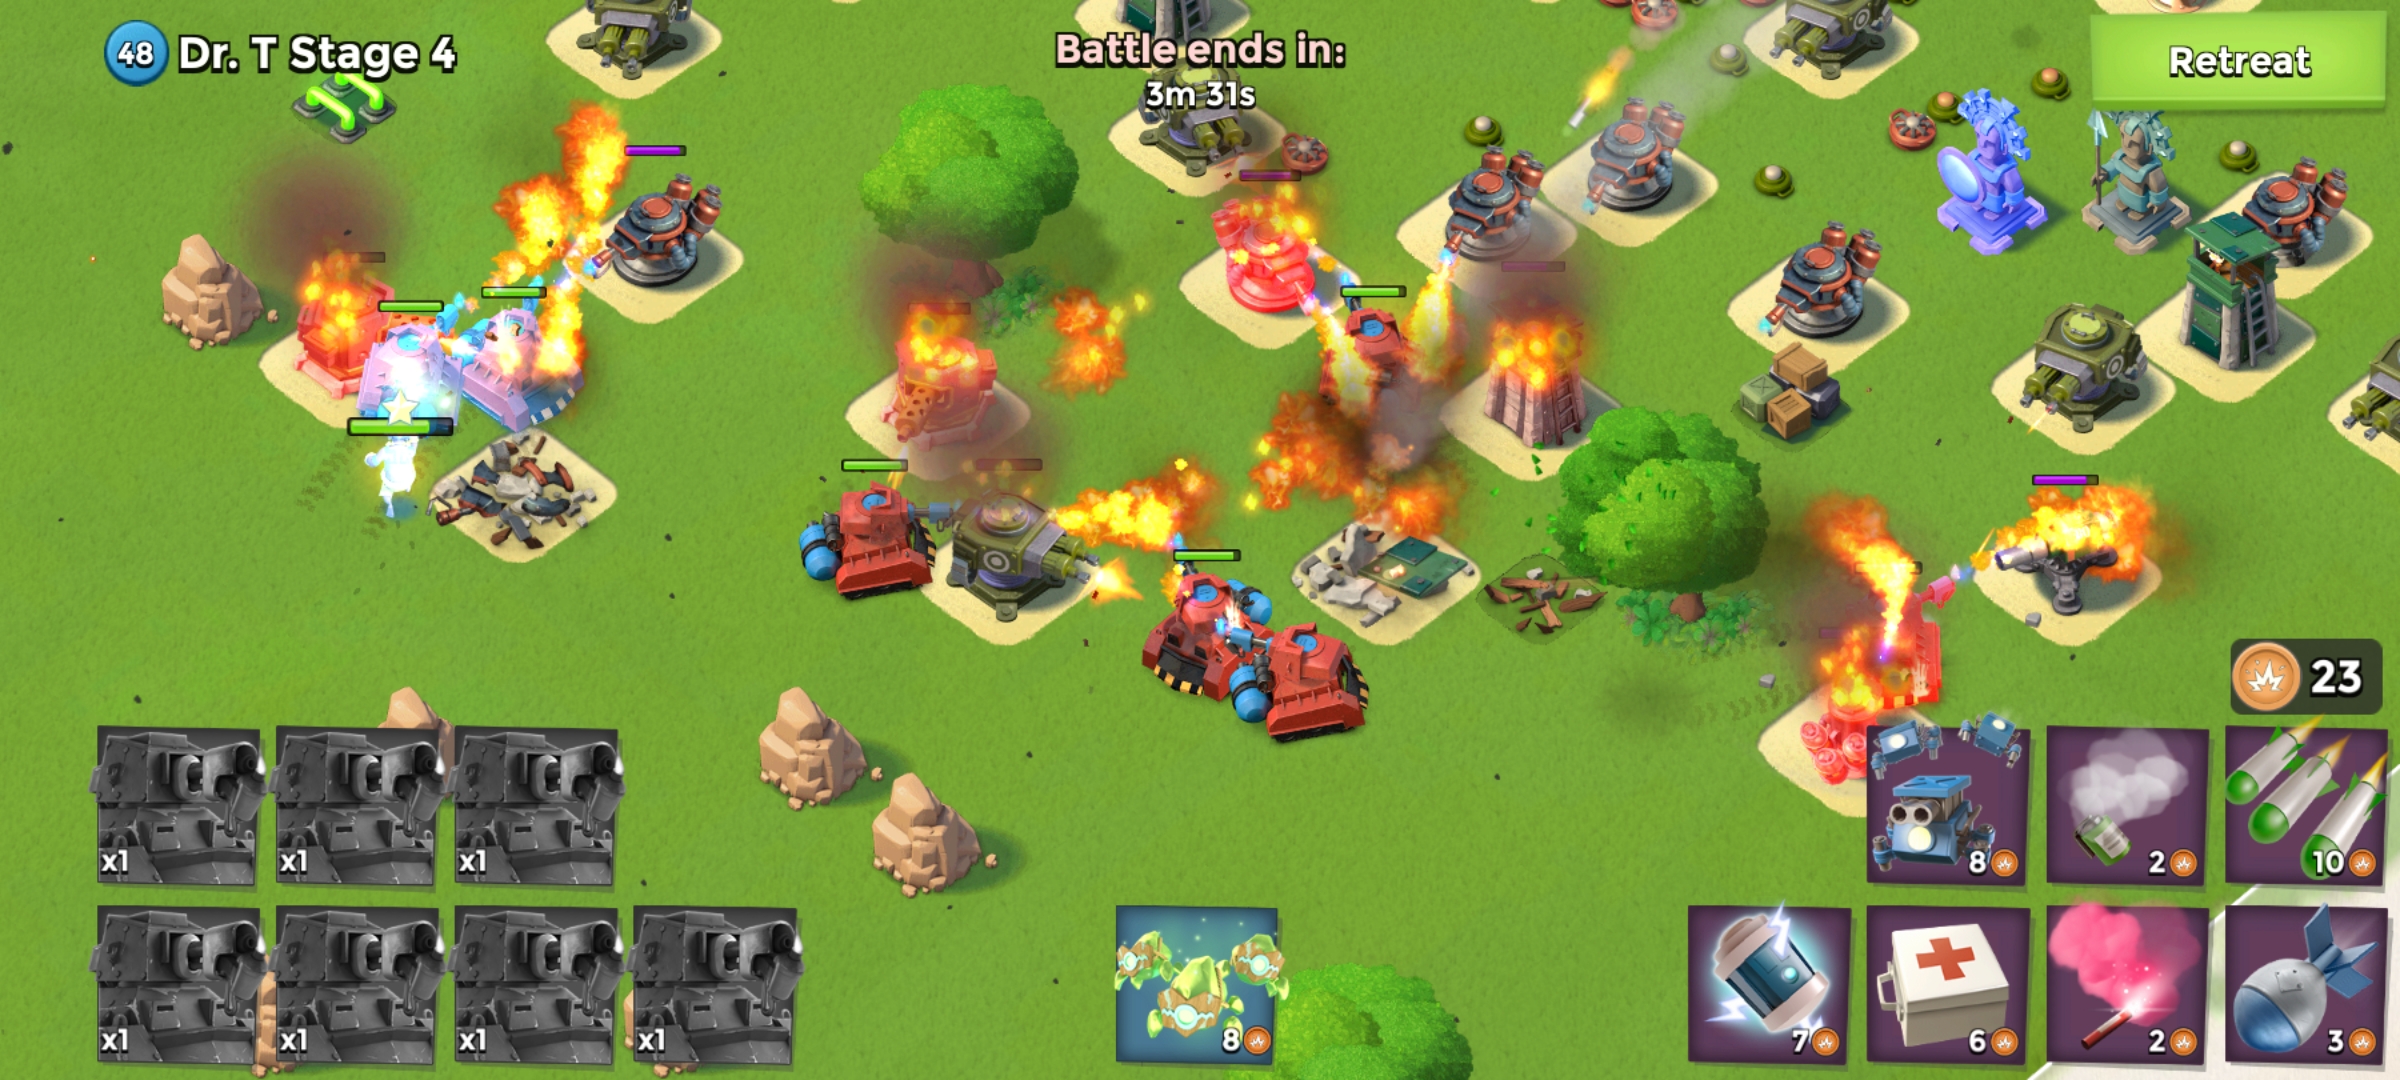 48 Dr. T Stage 4
Battle ends in:
3m 31s
Retreat
23
x1 x1 x1
8 2 10
x1 x1 x1 x1
8
7 6 2 3